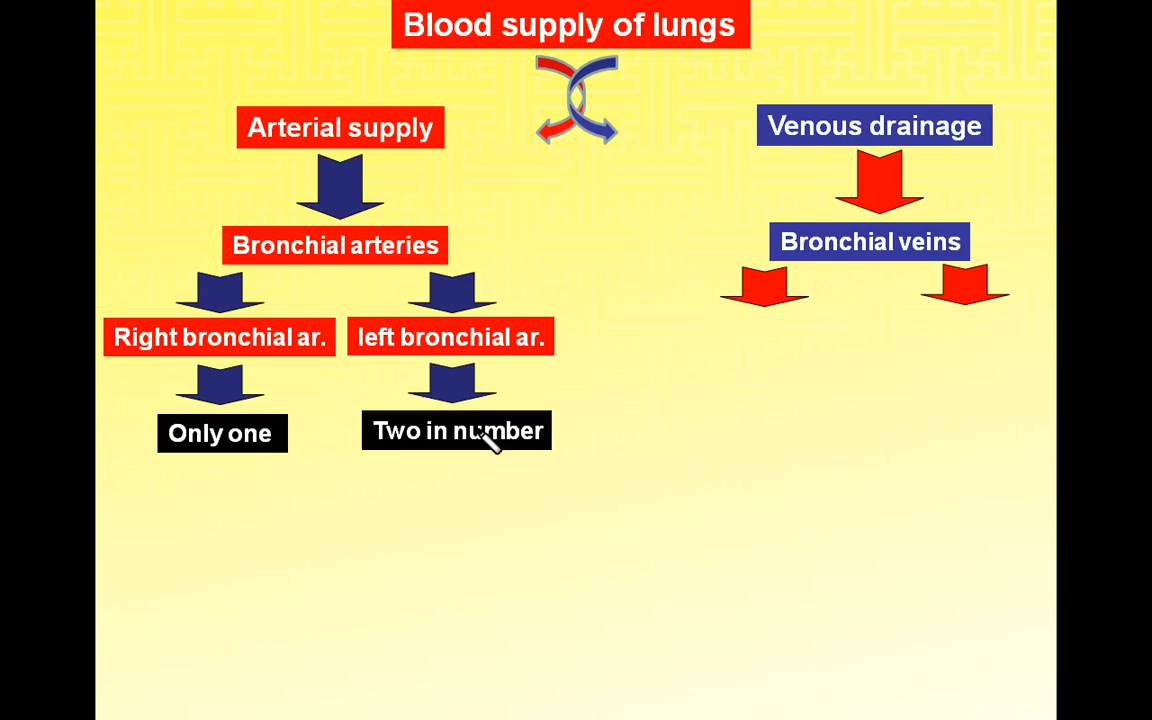 Blood supply of lungs
Arterial supply
Venous drainage
Bronchial arteries
Bronchial veins
Right bronchial ar.
left bronchial ar.
Only one
Two in number